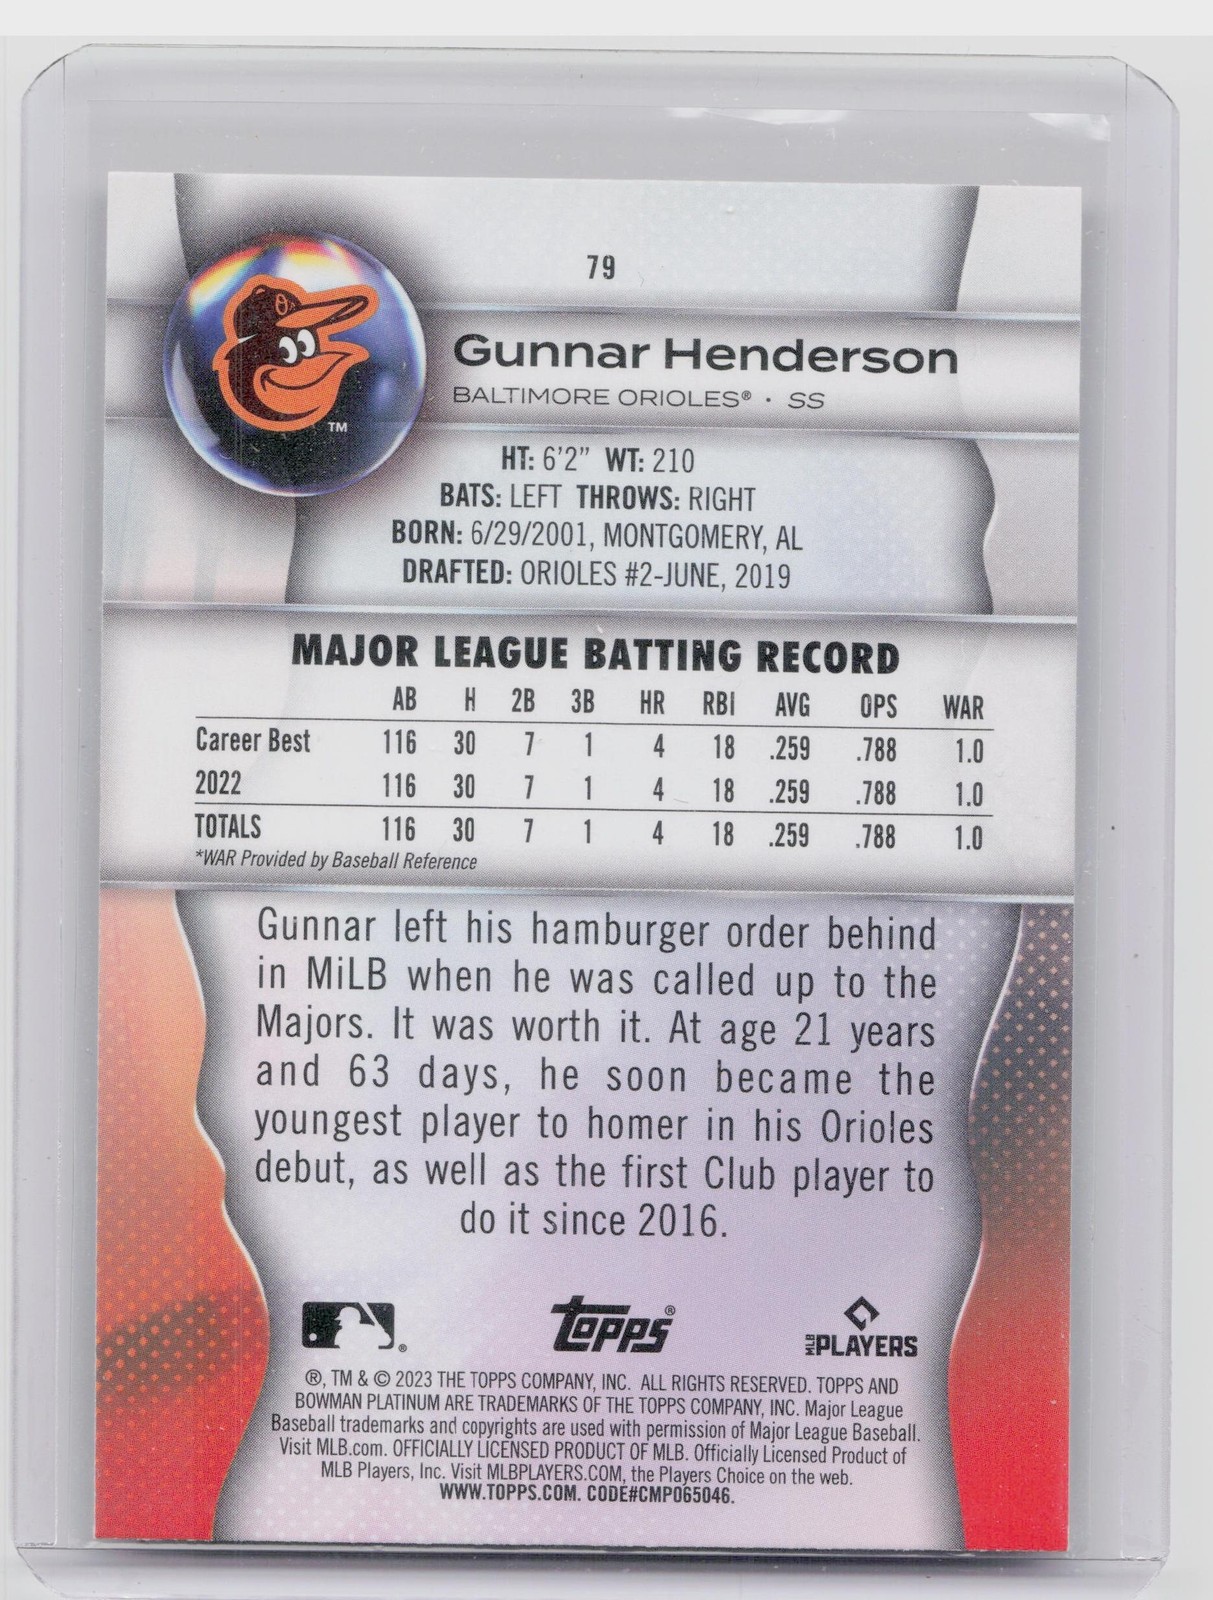 79
Gunnar Henderson
BALTIMORE ORIOLES® · SS
TM
HT: 6'2" WT: 210
BATS: LEFT THROWS: RIGHT
BORN: 6/29/2001, MONTGOMERY, AL
DRAFTED: ORIOLES #2-JUNE, 2019
MAJOR LEAGUE BATTING RECORD
AB H 2B 3B HR RBI AVG OPS WAR
Career Best 116 30 7 1 4 18 .259 .788 1.0
2022 116 30 7 1 4 18 .259 .788 1.0
TOTALS 116 30 7 1 4 18 .259 .788 1.0
*WAR Provided by Baseball Reference
Gunnar left his hamburger order behind
in MiLB when he was called up to the
Majors. It was worth it. At age 21 years
and 63 days, he soon became the
youngest player to homer in his Orioles
debut, as well as the first Club player to
do it since 2016.
® Topps® MLB PLAYERS
®, TM & © 2023 THE TOPPS COMPANY, INC. ALL RIGHTS RESERVED. TOPPS AND
BOWMAN PLATINUM ARE TRADEMARKS OF THE TOPPS COMPANY, INC. Major League
Baseball trademarks and copyrights are used with permission of Major League Baseball.
Visit MLB.com. OFFICIALLY LICENSED PRODUCT OF MLB. Officially Licensed Product of
MLB Players, Inc. Visit MLBPLAYERS.COM, the Players Choice on the web.
WWW.TOPPS.COM. CODE#CMP065046.